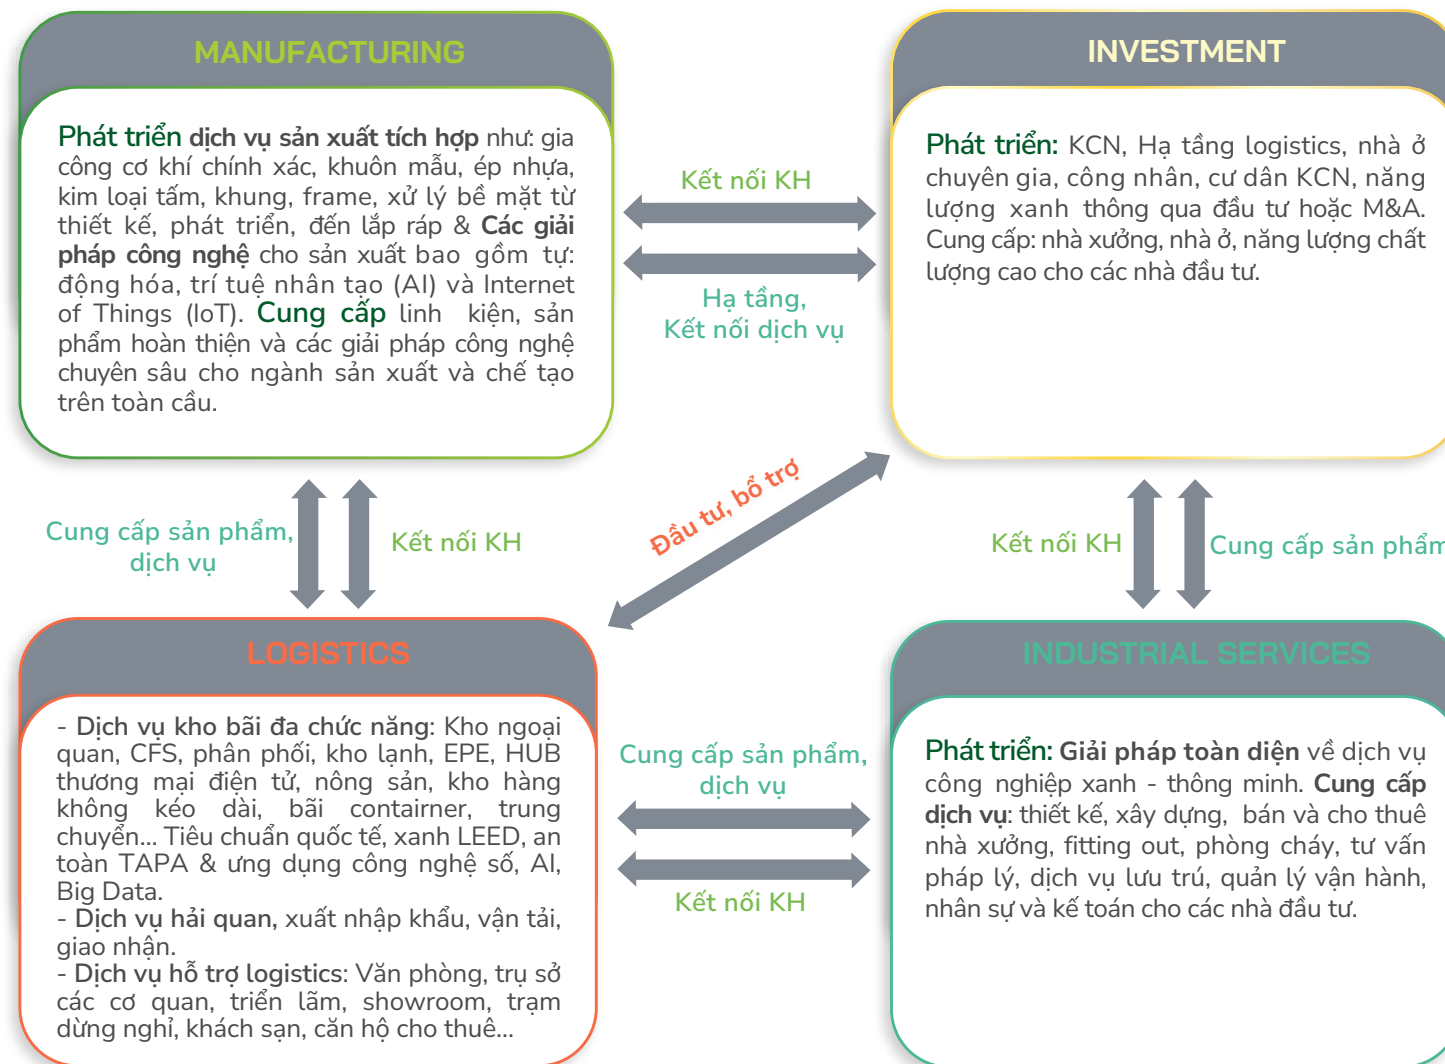 MANUFACTURING
Phát triển dịch vụ sản xuất tích hợp như: gia
công cơ khí chính xác, khuôn mẫu, ép nhựa,
kim loại tấm, khung, frame, xử lý bề mặt từ
thiết kế, phát triển, đến lắp ráp & Các giải
pháp công nghệ cho sản xuất bao gồm tự:
động hóa, trí tuệ nhân tạo (AI) và Internet
of Things (IoT). Cung cấp linh kiện, sản
phẩm hoàn thiện và các giải pháp công nghệ
chuyên sâu cho ngành sản xuất và chế tạo
trên toàn cầu.
Kết nối KH
Hạ tầng,
Kết nối dịch vụ
INVESTMENT
Phát triển: KCN, Hạ tầng logistics, nhà ở
chuyên gia, công nhân, cư dân KCN, năng
lượng xanh thông qua đầu tư hoặc M&A.
Cung cấp: nhà xưởng, nhà ở, năng lượng chất
lượng cao cho các nhà đầu tư.
Cung cấp sản phẩm,
dịch vụ
Kết nối KH
Đầu tư, bổ trợ
Kết nối KH
Cung cấp sản phẩm
LOGISTICS
- Dịch vụ kho bãi đa chức năng: Kho ngoại
quan, CFS, phân phối, kho lạnh, EPE, HUB
thương mại điện tử, nông sản, kho hàng
không kéo dài, bãi contairner, trung
chuyển... Tiêu chuẩn quốc tế, xanh LEED, an
toàn TAPA & ứng dụng công nghệ số, AI,
Big Data.
- Dịch vụ hải quan, xuất nhập khẩu, vận tải,
giao nhận.
- Dịch vụ hỗ trợ logistics: Văn phòng, trụ sở
các cơ quan, triển lãm, showroom, trạm
dừng nghỉ, khách sạn, căn hộ cho thuê...
Cung cấp sản phẩm,
dịch vụ
Kết nối KH
INDUSTRIAL SERVICES
Phát triển: Giải pháp toàn diện về dịch vụ
công nghiệp xanh - thông minh. Cung cấp
dịch vụ: thiết kế, xây dựng, bán và cho thuê
nhà xưởng, fitting out, phòng cháy, tư vấn
pháp lý, dịch vụ lưu trú, quản lý vận hành,
nhân sự và kế toán cho các nhà đầu tư.